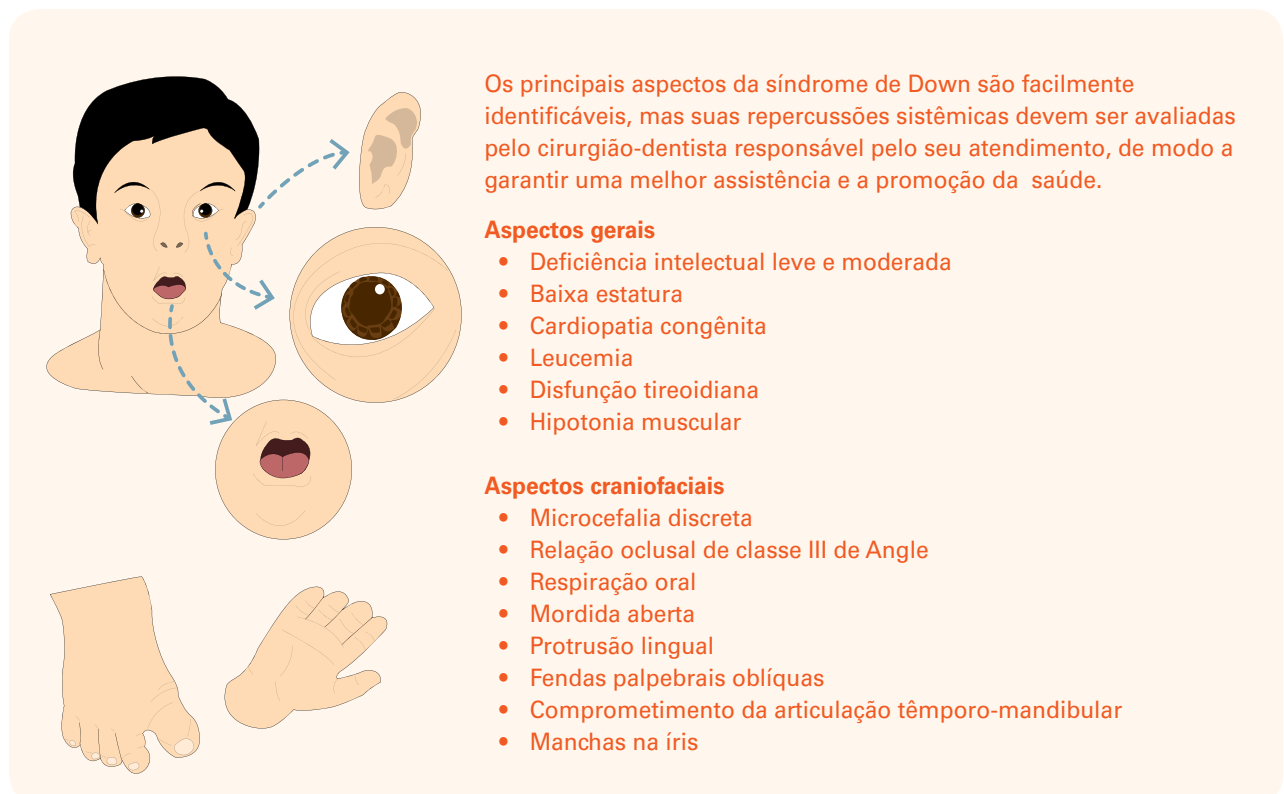 Os principais aspectos da síndrome de Down são facilmente
identificáveis, mas suas repercussões sistêmicas devem ser avaliadas
pelo cirurgião-dentista responsável pelo seu atendimento, de modo a
garantir uma melhor assistência e a promoção da  saúde.
Aspectos gerais
• Deficiência intelectual leve e moderada
• Baixa estatura
• Cardiopatia congênita
• Leucemia
• Disfunção tireoidiana
• Hipotonia muscular
Aspectos craniofaciais
• Microcefalia discreta
• Relação oclusal de classe III de Angle
• Respiração oral
• Mordida aberta
• Protrusão lingual
• Fendas palpebrais oblíquas
• Comprometimento da articulação têmporo-mandibular
• Manchas na íris